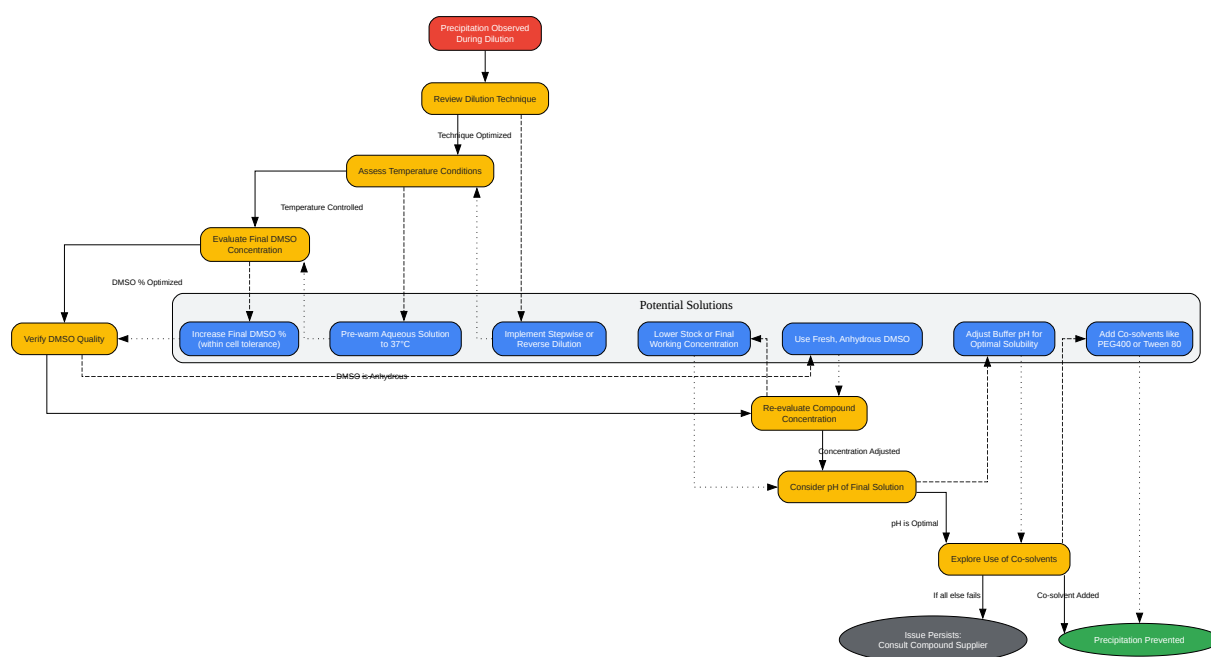 Precipitation Observed
During Dilution
Review Dilution Technique
Technique Optimized
Assess Temperature Conditions
Temperature Controlled
Evaluate Final DMSO
Concentration
DMSO % Optimized
Potential Solutions
Verify DMSO Quality
Increase Final DMSO %
(within cell tolerance)
Pre-warm Aqueous Solution
to 37°C
Implement Stepwise or
Reverse Dilution
Lower Stock or Final
Working Concentration
Use Fresh, Anhydrous DMSO
Adjust Buffer pH for
Optimal Solubility
Add Co-solvents like
PEG400 or Tween 80
DMSO is Anhydrous
Re-evaluate Compound
Concentration
Concentration Adjusted
Consider pH of Final Solution
pH is Optimal
Explore Use of Co-solvents
If all else fails
Co-solvent Added
Issue Persists:
Consult Compound Supplier
Precipitation Prevented